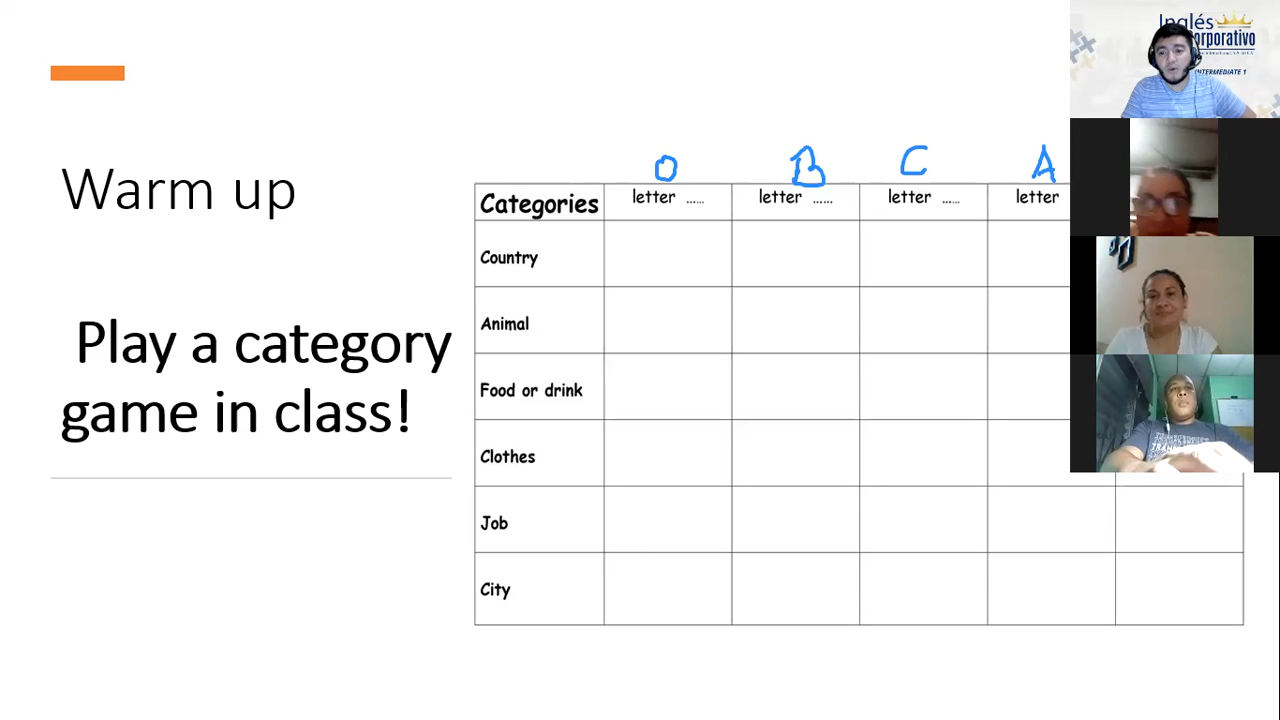 Inglés
orporativo
INTERMEDIATE 1
Warm up
Play a category
game in class!
O B C A
Categories letter ...... letter ...... letter ...... letter
Country
Animal
Food or drink
Clothes
Job
City